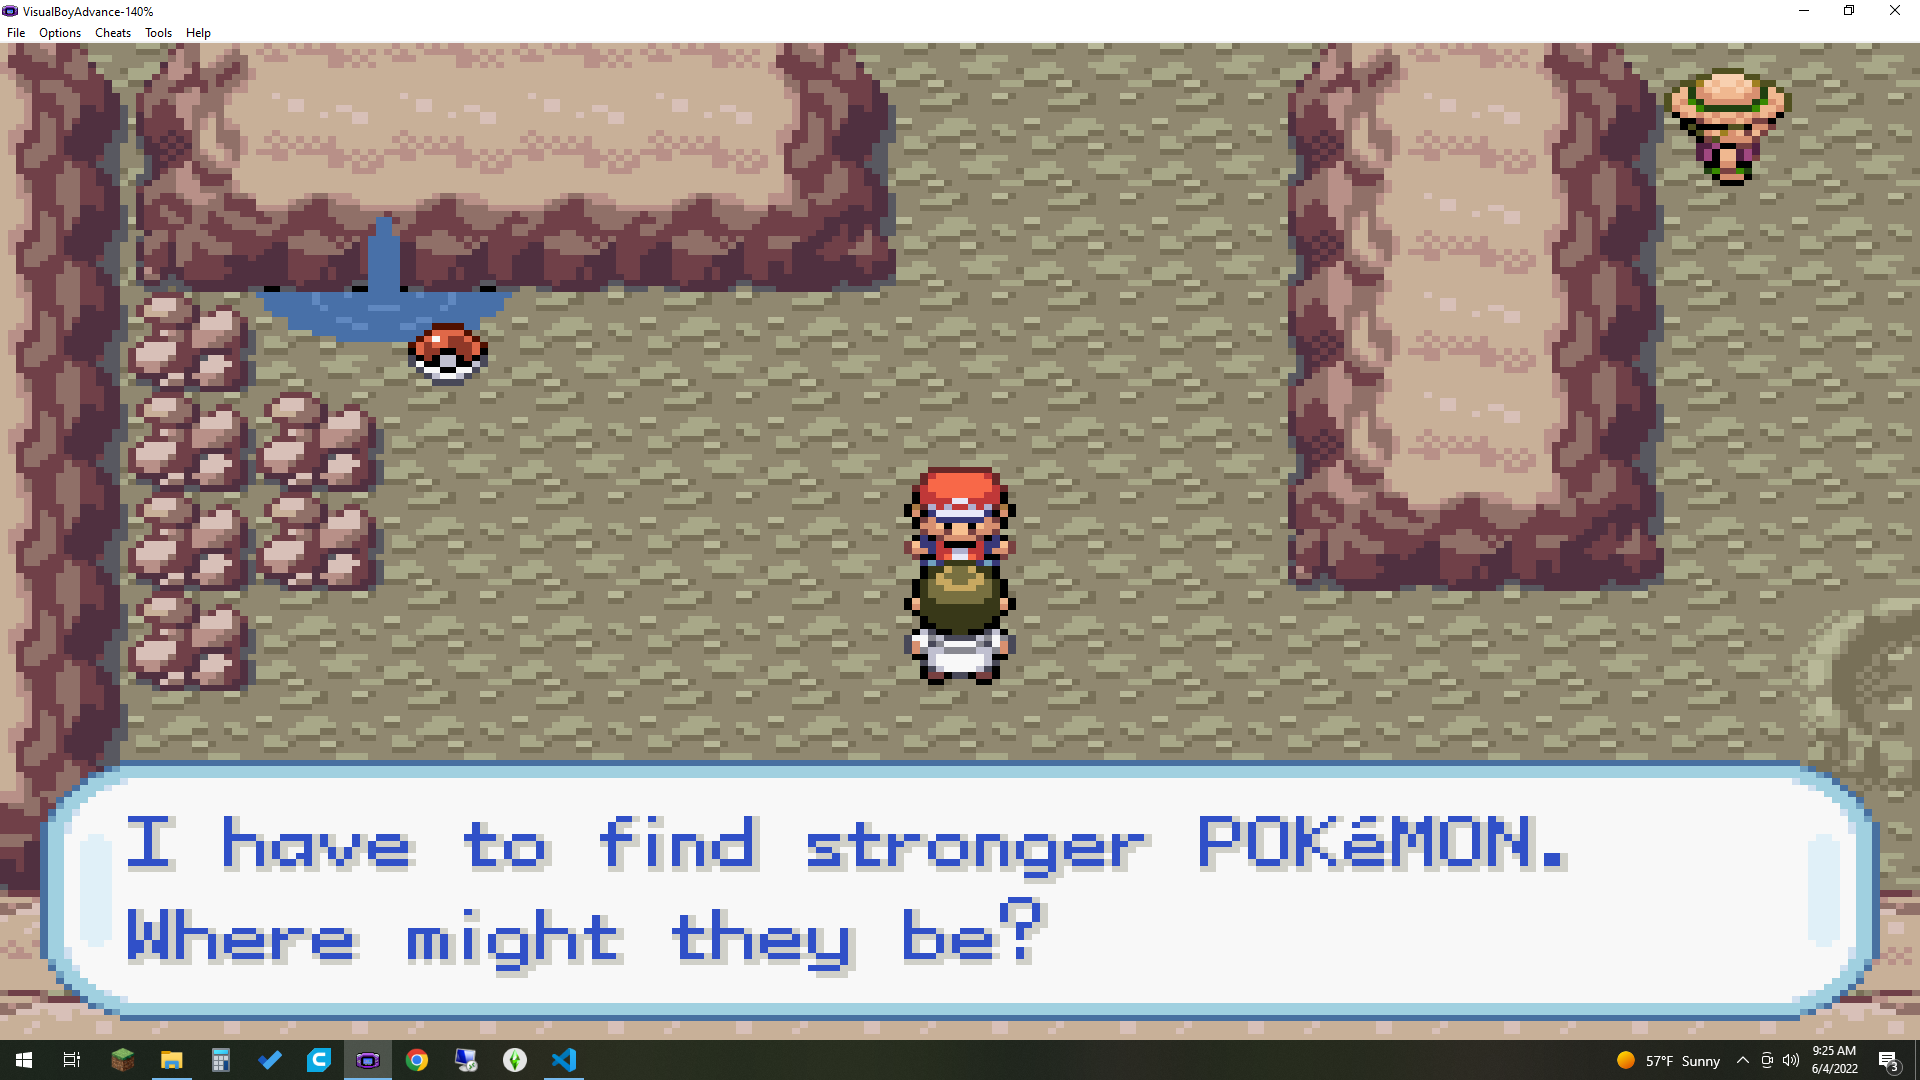 VisualBoyAdvance-140%
File Options Cheats Tools Help
I have to find stronger POKéMON.
Where might they be?
57°F Sunny
9:25 AM
6/4/2022
3